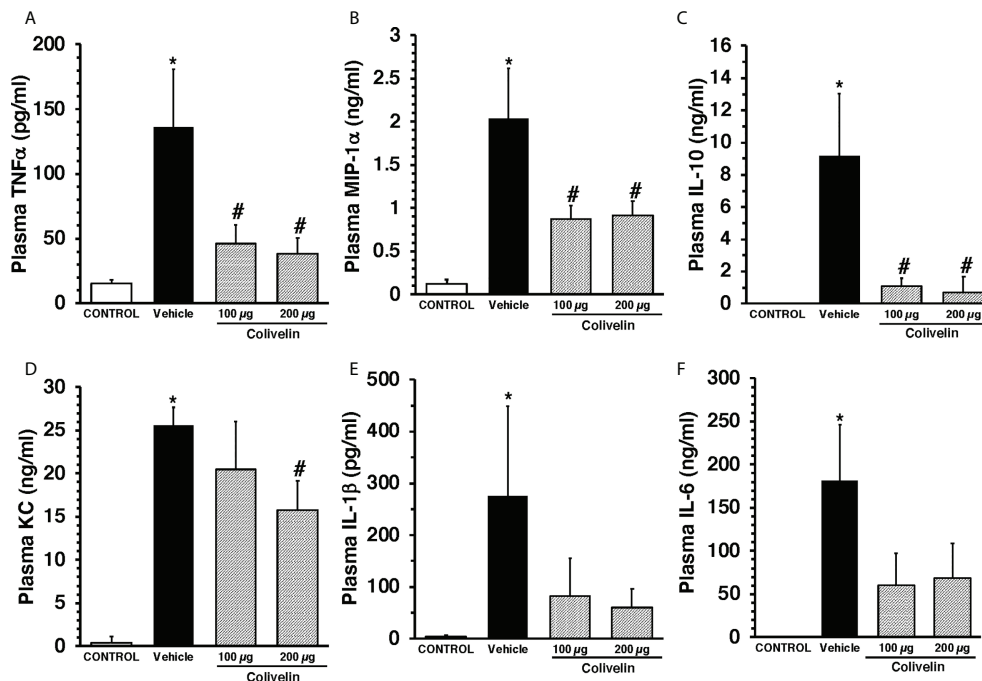 A
Plasma TNFα (pg/ml)
200
150
100
50
0
*
#
#
CONTROL
Vehicle
100 µg
200 µg
Colivelin
B
Plasma MIP-1α (ng/ml)
3
2.5
2
1.5
1
0.5
0
*
#
#
CONTROL
Vehicle
100 µg
200 µg
Colivelin
C
Plasma IL-10 (ng/ml)
16
14
12
10
8
6
4
2
0
*
#
#
CONTROL
Vehicle
100 µg
200 µg
Colivelin
D
Plasma KC (ng/ml)
30
25
20
15
10
5
0
*
#
CONTROL
Vehicle
100 µg
200 µg
Colivelin
E
Plasma IL-1β (pg/ml)
500
400
300
200
100
0
*
CONTROL
Vehicle
100 µg
200 µg
Colivelin
F
Plasma IL-6 (ng/ml)
300
250
200
150
100
50
0
*
CONTROL
Vehicle
100 µg
200 µg
Colivelin